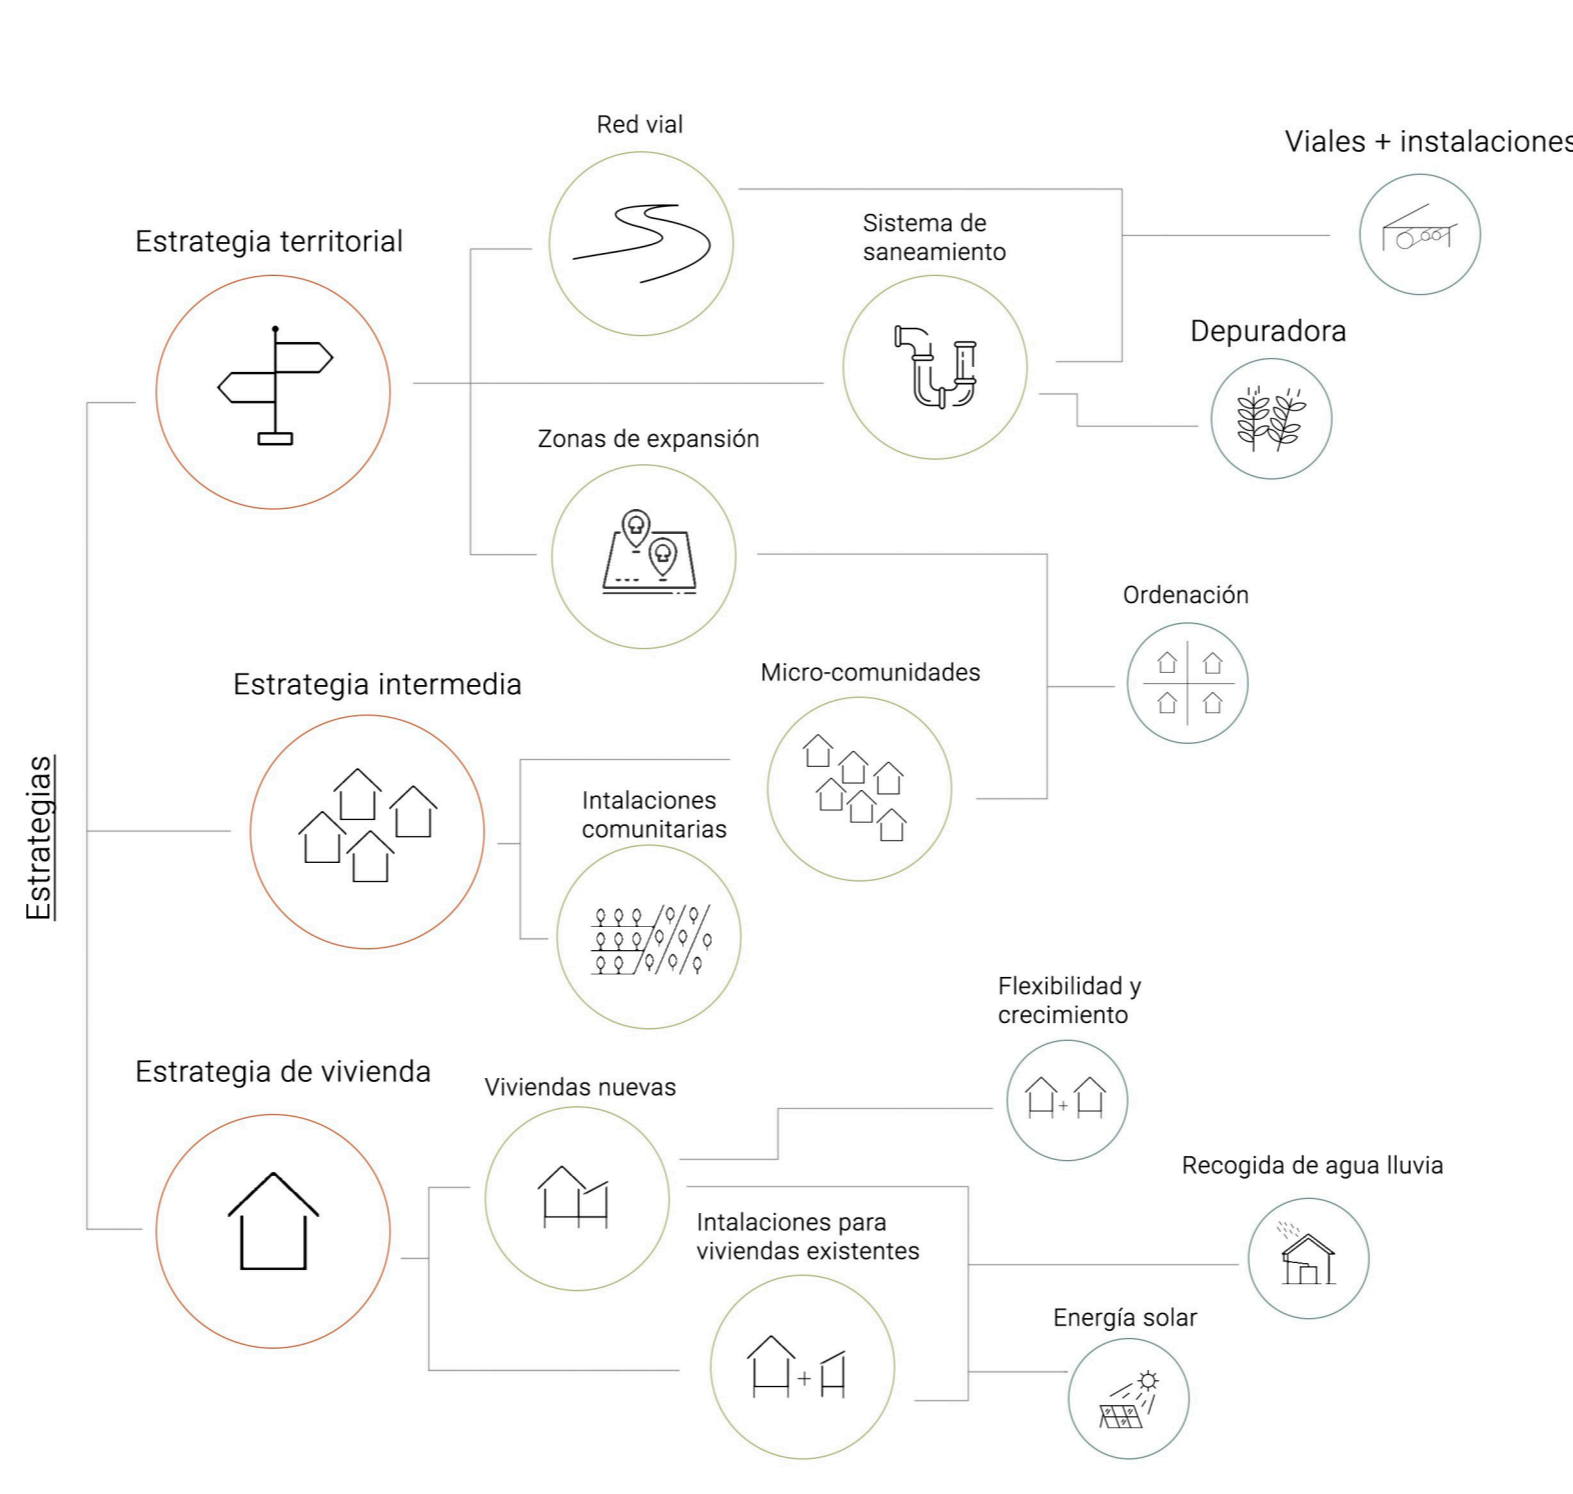 Red vial
Viales + instalaciones
Sistema de
saneamiento
Estrategia territorial
Depuradora
Zonas de expansión
Ordenación
Micro-comunidades
Estrategia intermedia
Estrategias
Intalaciones
comunitarias
Flexibilidad y
crecimiento
Estrategia de vivienda
Viviendas nuevas
Recogida de agua lluvia
Intalaciones para
viviendas existentes
Energía solar